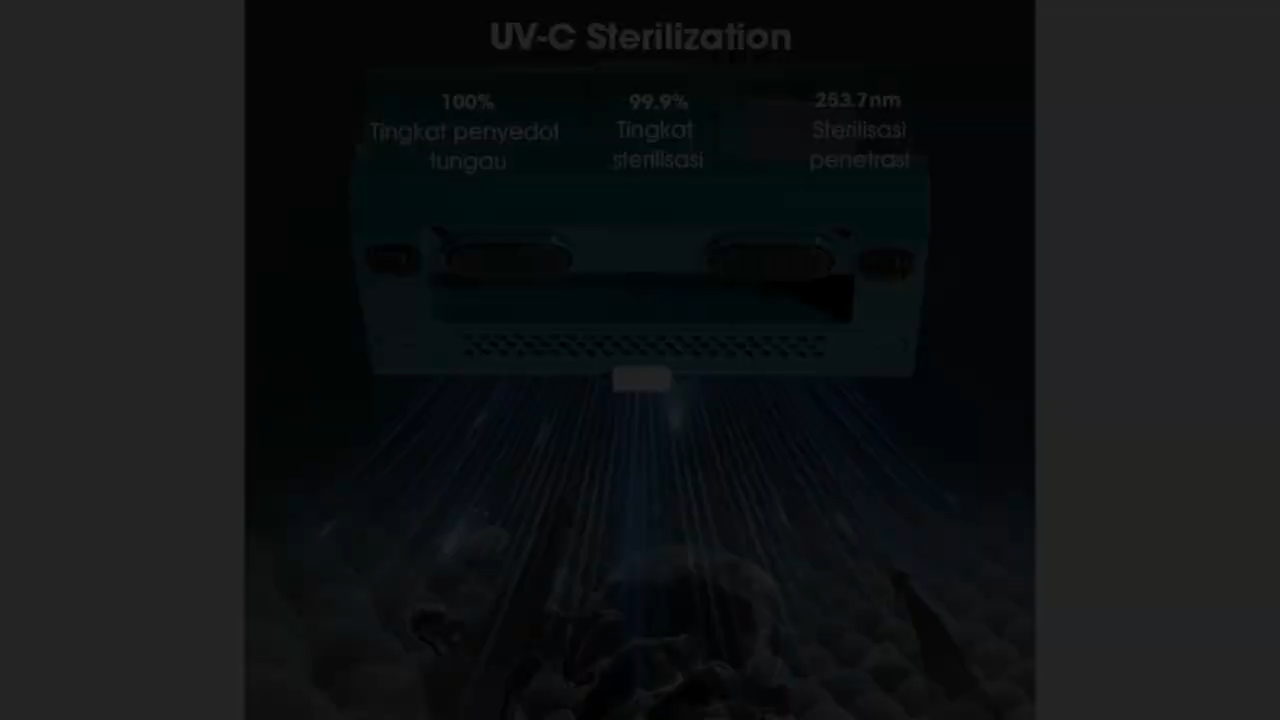 UV-C Sterilization
100%
Tingkat penyedot
tungau
99.9%
Tingkat
sterilisasi
253.7nm
Sterilisasi
penetrasi